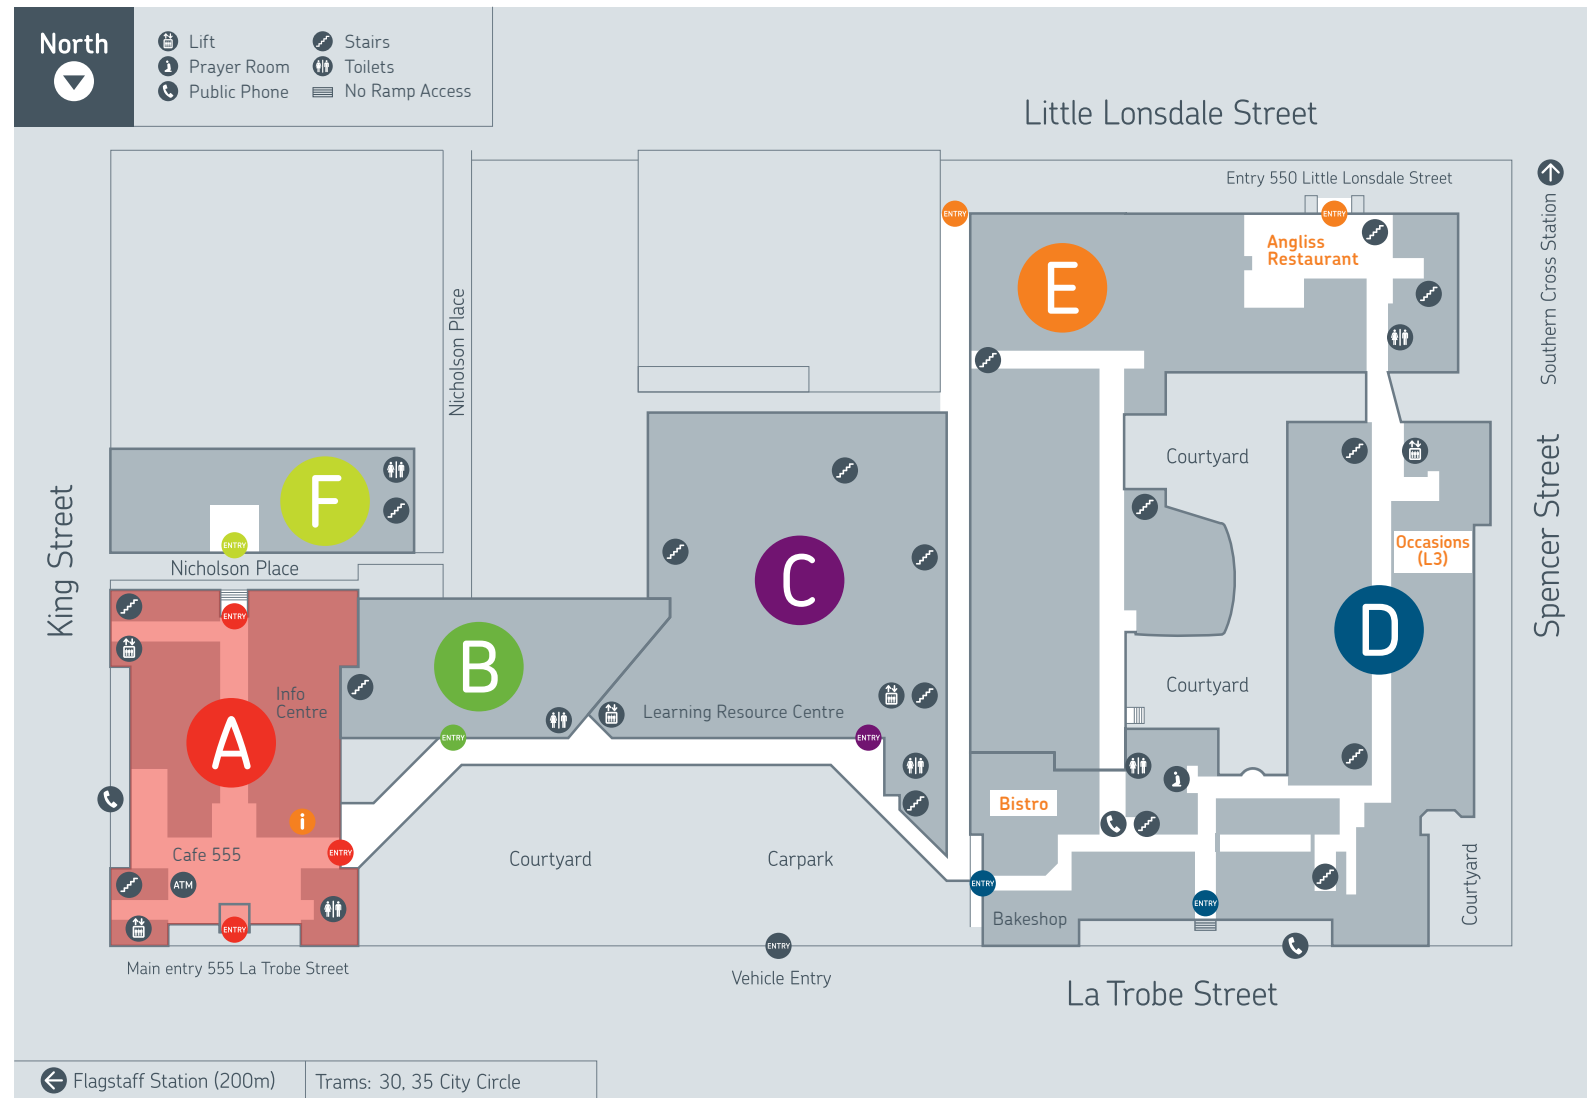 North
Lift
Prayer Room
Public Phone
Stairs
Toilets
No Ramp Access
Little Lonsdale Street
Entry 550 Little Lonsdale Street
Southern Cross Station
ENTRY
ENTRY
Angliss
Restaurant
E
Nicholson Place
Courtyard
F
ENTRY
Nicholson Place
King Street
Spencer Street
Occasions
(L3)
C
D
ENTRY
B
Info
Centre
A
Learning Resource Centre
Courtyard
ENTRY
ENTRY
i
Bistro
Cafe 555
ENTRY
Courtyard
Carpark
ATM
ENTRY
ENTRY
Bakeshop
Courtyard
ENTRY
ENTRY
Main entry 555 La Trobe Street
Vehicle Entry
La Trobe Street
Flagstaff Station (200m)
Trams: 30, 35 City Circle